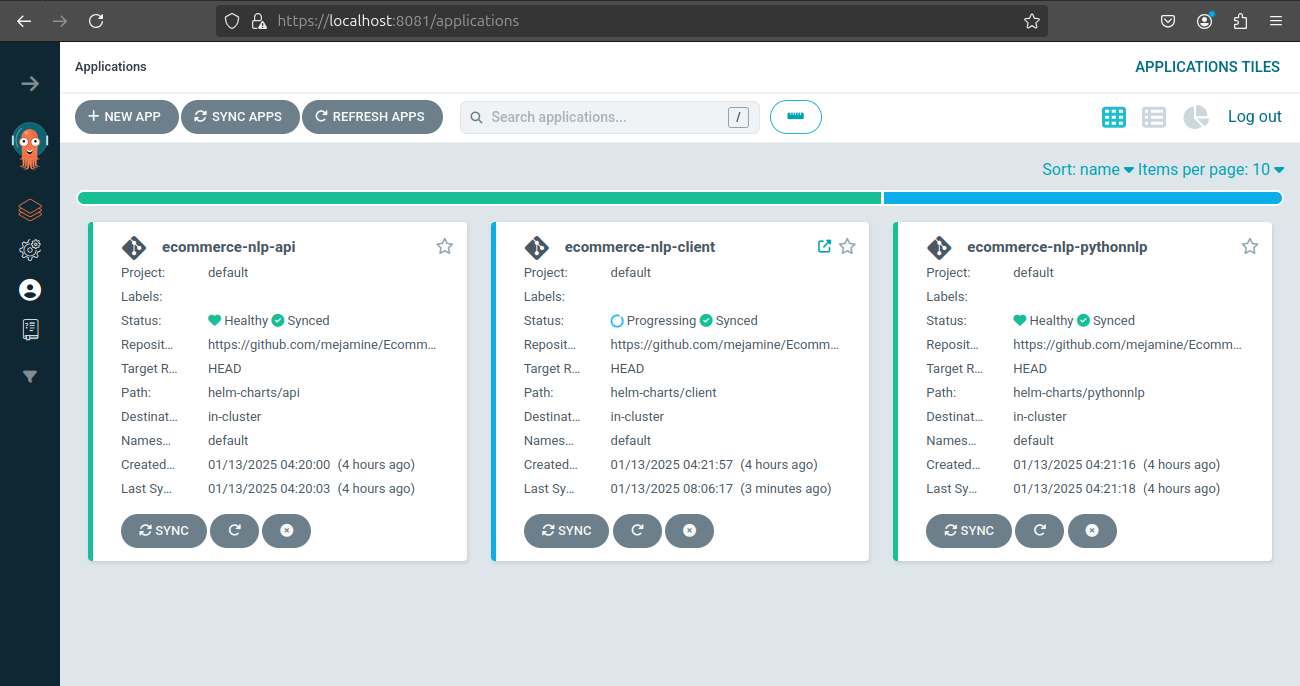 https://localhost:8081/applications
Applications
APPLICATIONS TILES
NEW APP
SYNC APPS
REFRESH APPS
Search applications...
/
Log out
Sort: name
Items per page: 10
ecommerce-nlp-api
Project: default
Labels:
Status: Healthy Synced
Reposit... https://github.com/mejamine/Ecomm...
Target R... HEAD
Path: helm-charts/api
Destinat... in-cluster
Names... default
Created... 01/13/2025 04:20:00 (4 hours ago)
Last Sy... 01/13/2025 04:20:03 (4 hours ago)
SYNC
ecommerce-nlp-client
Project: default
Labels:
Status: Progressing Synced
Reposit... https://github.com/mejamine/Ecomm...
Target R... HEAD
Path: helm-charts/client
Destinat... in-cluster
Names... default
Created... 01/13/2025 04:21:57 (4 hours ago)
Last Sy... 01/13/2025 08:06:17 (3 minutes ago)
SYNC
ecommerce-nlp-pythonnlp
Project: default
Labels:
Status: Healthy Synced
Reposit... https://github.com/mejamine/Ecomm...
Target R... HEAD
Path: helm-charts/pythonnlp
Destinat... in-cluster
Names... default
Created... 01/13/2025 04:21:16 (4 hours ago)
Last Sy... 01/13/2025 04:21:18 (4 hours ago)
SYNC